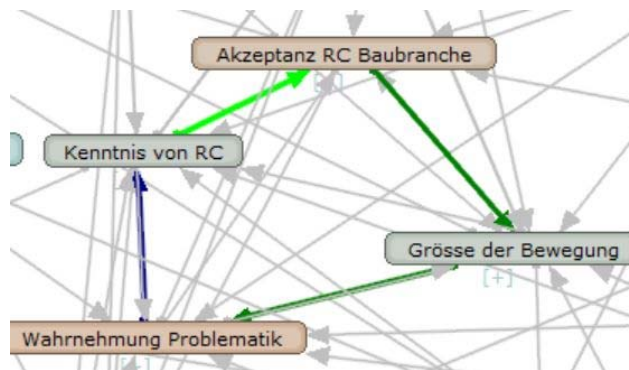 Akzeptanz RC Baubranche
Kenntnis von RC
Grösse der Bewegung
[+]
Wahrnehmung Problematik